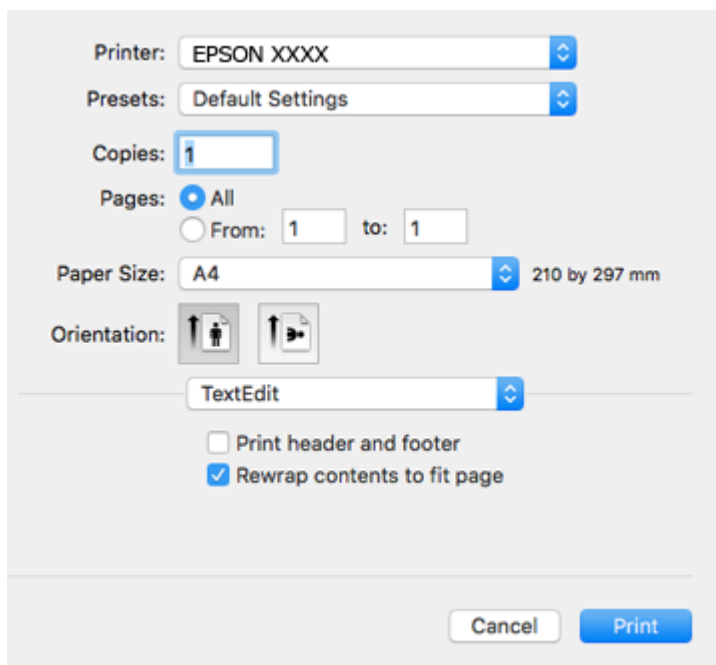 Printer: EPSON XXXX
Presets: Default Settings
Copies: 1
Pages: All
From: 1 to: 1
Paper Size: A4 210 by 297 mm
Orientation:
TextEdit
Print header and footer
Rewrap contents to fit page
Cancel Print